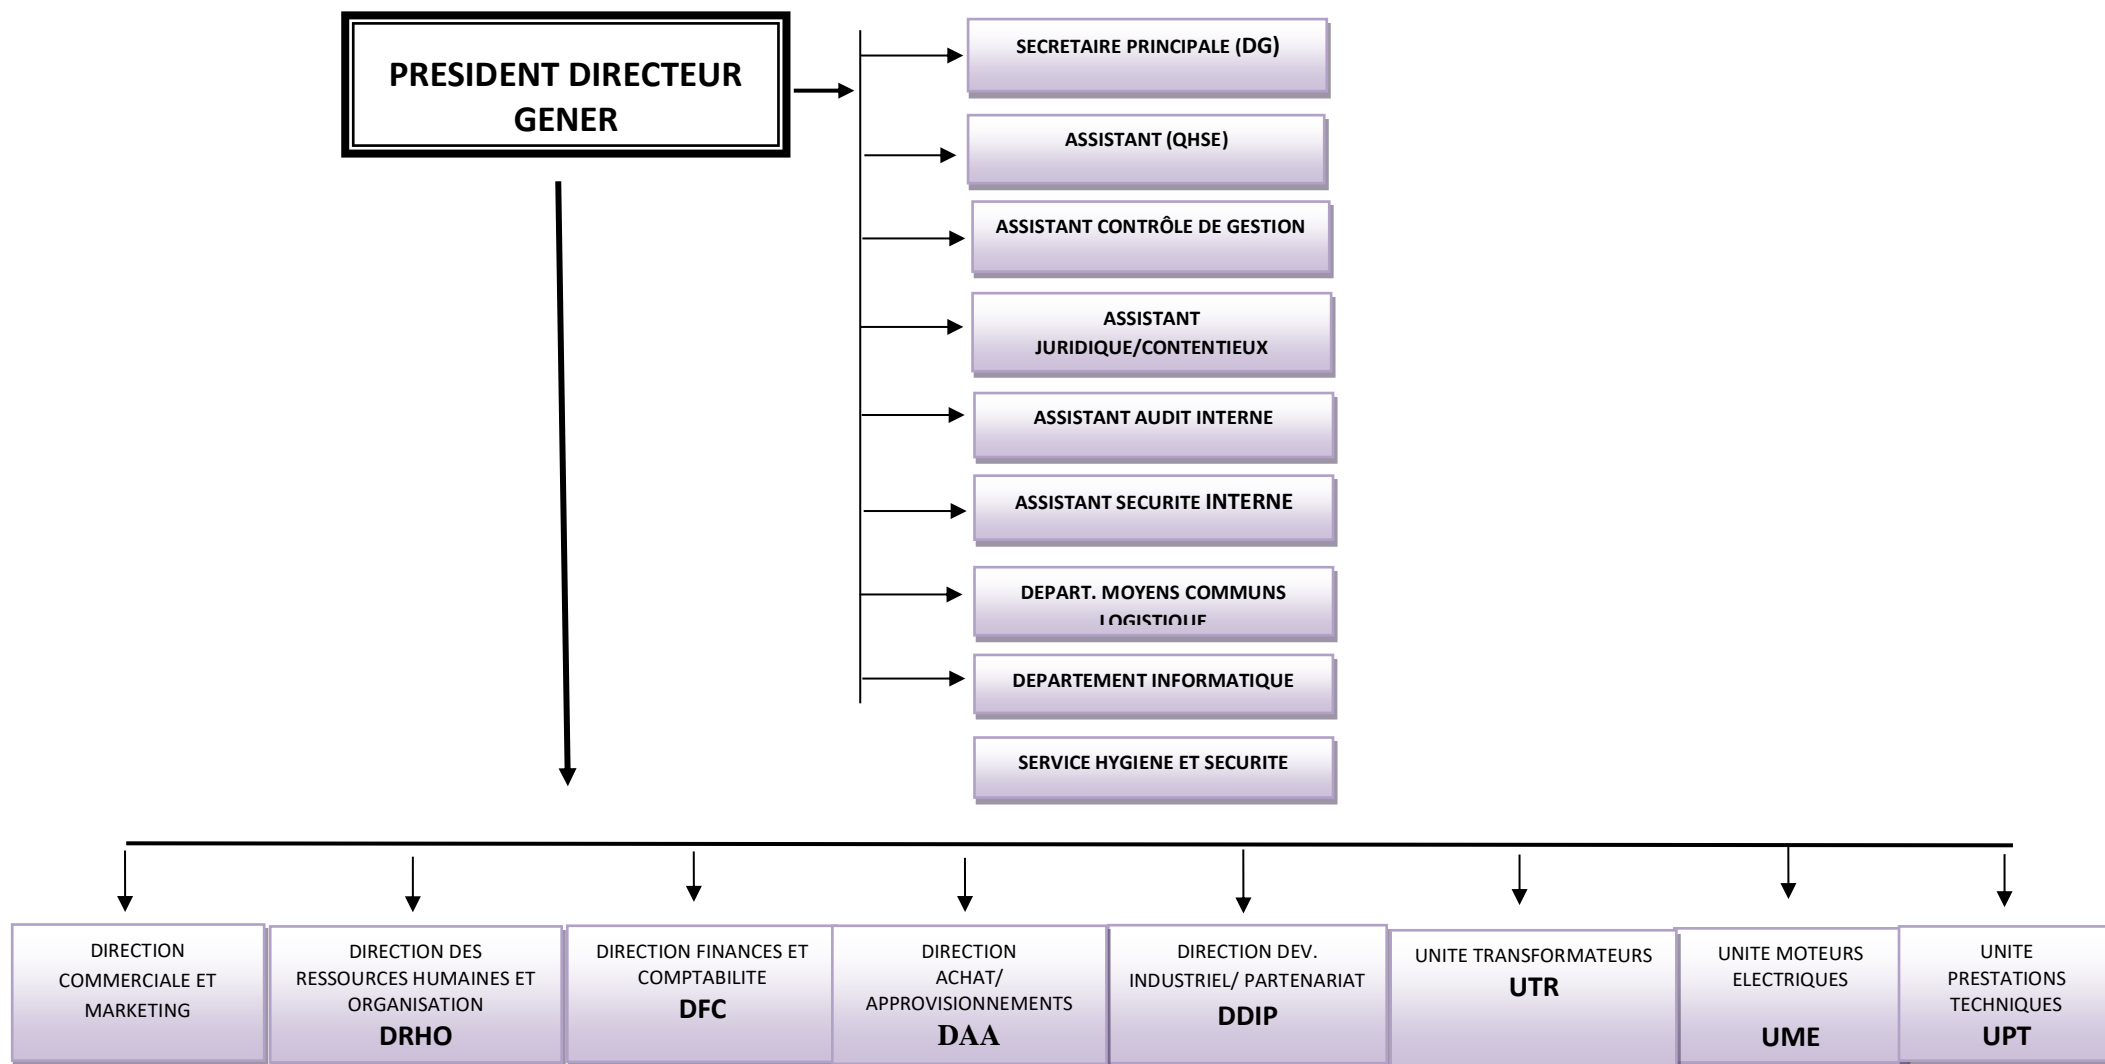 PRESIDENT DIRECTEUR
GENER
SECRETAIRE PRINCIPALE (DG)
ASSISTANT (QHSE)
ASSISTANT CONTRÔLE DE GESTION
ASSISTANT
JURIDIQUE/CONTENTIEUX
ASSISTANT AUDIT INTERNE
ASSISTANT SECURITE INTERNE
DEPART. MOYENS COMMUNS
LOGISTIQUE
DEPARTEMENT INFORMATIQUE
SERVICE HYGIENE ET SECURITE
DIRECTION
COMMERCIALE ET
MARKETING
DIRECTION DES
RESSOURCES HUMAINES ET
ORGANISATION
DRHO
DIRECTION FINANCES ET
COMPTABILITE
DFC
DIRECTION
ACHAT/
APPROVISIONNEMENTS
DAA
DIRECTION DEV.
INDUSTRIEL/ PARTENARIAT
DDIP
UNITE TRANSFORMATEURS
UTR
UNITE MOTEURS
ELECTRIQUES
UME
UNITE
PRESTATIONS
TECHNIQUES
UPT